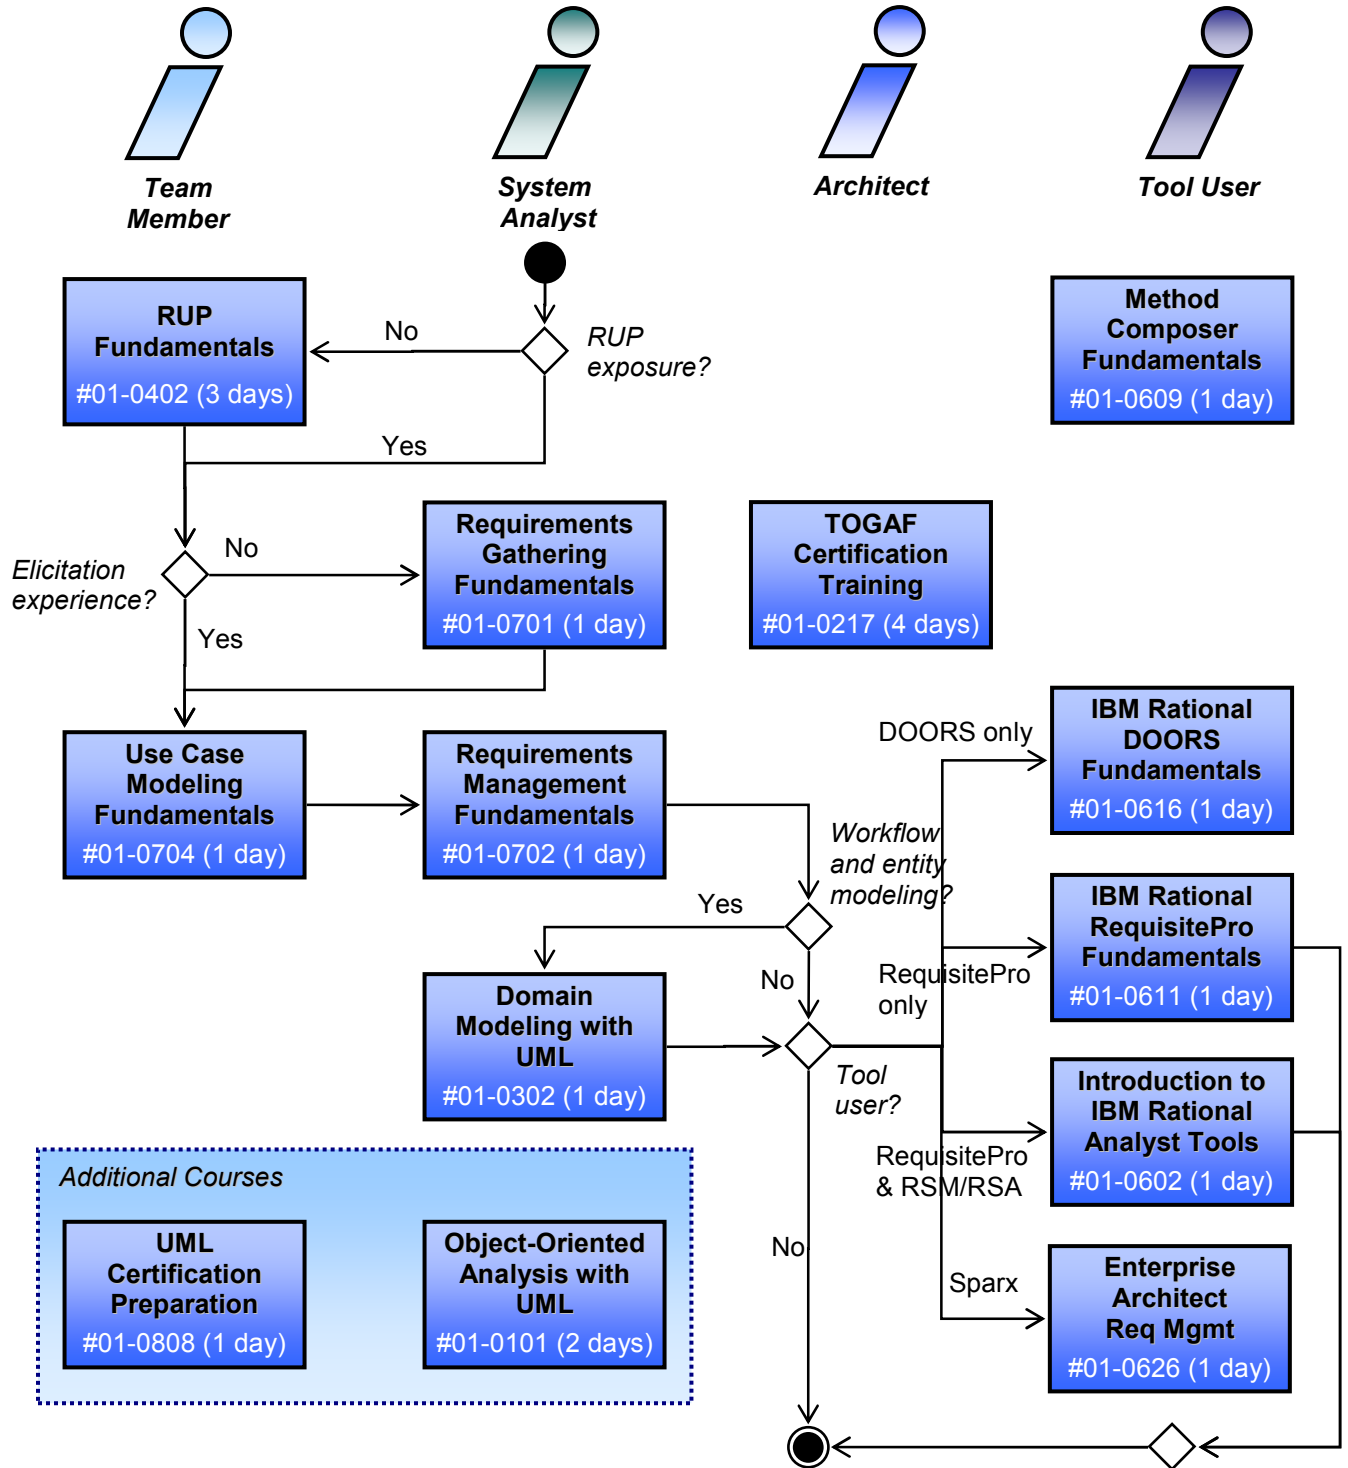 Team
Member
System
Analyst
Architect
Tool User
RUP
Fundamentals
#01-0402 (3 days)
No
RUP
exposure?
Yes
Method
Composer
Fundamentals
#01-0609 (1 day)
Elicitation
experience?
No
Yes
Requirements
Gathering
Fundamentals
#01-0701 (1 day)
TOGAF
Certification
Training
#01-0217 (4 days)
Use Case
Modeling
Fundamentals
#01-0704 (1 day)
Requirements
Management
Fundamentals
#01-0702 (1 day)
Workflow
and entity
modeling?
Yes
No
DOORS only
IBM Rational
DOORS
Fundamentals
#01-0616 (1 day)
RequisitePro
only
IBM Rational
RequisitePro
Fundamentals
#01-0611 (1 day)
Domain
Modeling with
UML
#01-0302 (1 day)
Tool
user?
RequisitePro
& RSM/RSA
Introduction to
IBM Rational
Analyst Tools
#01-0602 (1 day)
No
Sparx
Enterprise
Architect
Req Mgmt
#01-0626 (1 day)
Additional Courses
UML
Certification
Preparation
#01-0808 (1 day)
Object-Oriented
Analysis with
UML
#01-0101 (2 days)